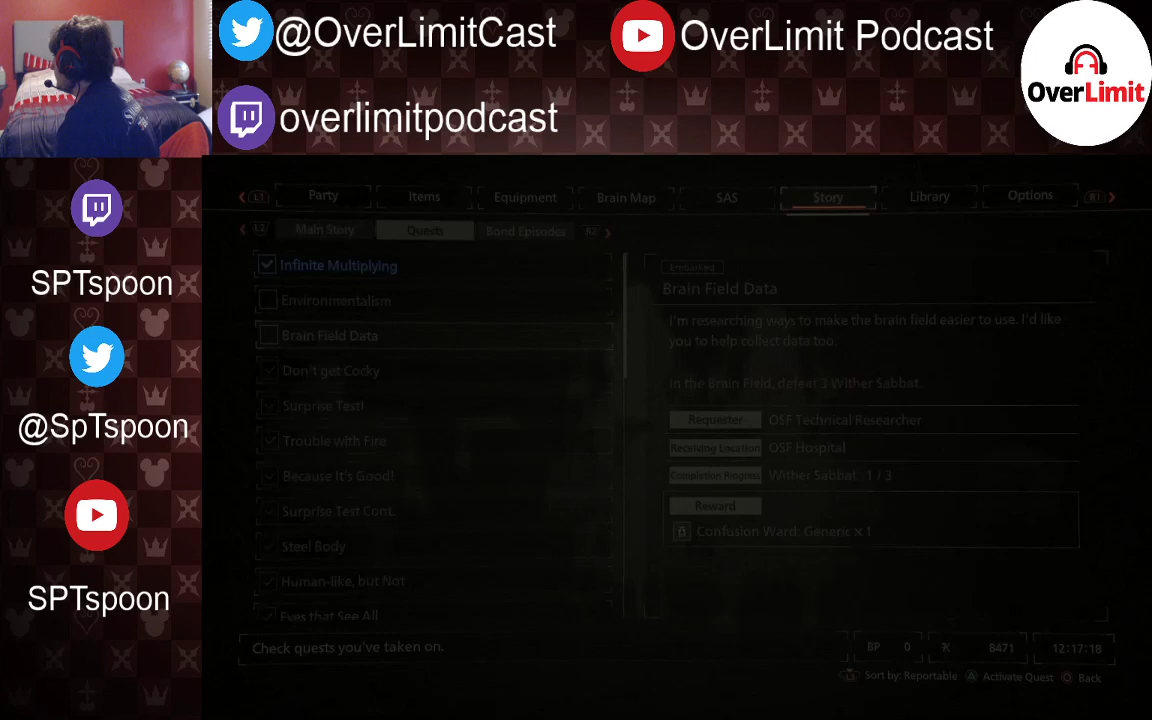 @OverLimitCast
OverLimit Podcast
OverLimit
overlimitpodcast
SPTspoon
@SpTspoon
SPTspoon
L1 Party Items Equipment Brain Map SAS Story Library Options R1
L2 Main Story Quests Bond Episodes R2
Infinite Multiplying
Environmentalism
Brain Field Data
Don't get Cocky
Surprise Test!
Trouble with Fire
Because It's Good!
Surprise Test Cont.
Steel Body
Human-like, but Not
Eyes that See All
Embarked
Brain Field Data
I'm researching ways to make the brain field easier to use. I'd like
you to help collect data too.
In the Brain Field, defeat 3 Wither Sabbat.
Requester OSF Technical Researcher
Receiving Location OSF Hospital
Completion Progress Wither Sabbat 1 / 3
Reward
Confusion Ward: Generic x 1
Check quests you've taken on.
BP 0 K 8471 12:17:18
L3 Sort by: Reportable Activate Quest Back